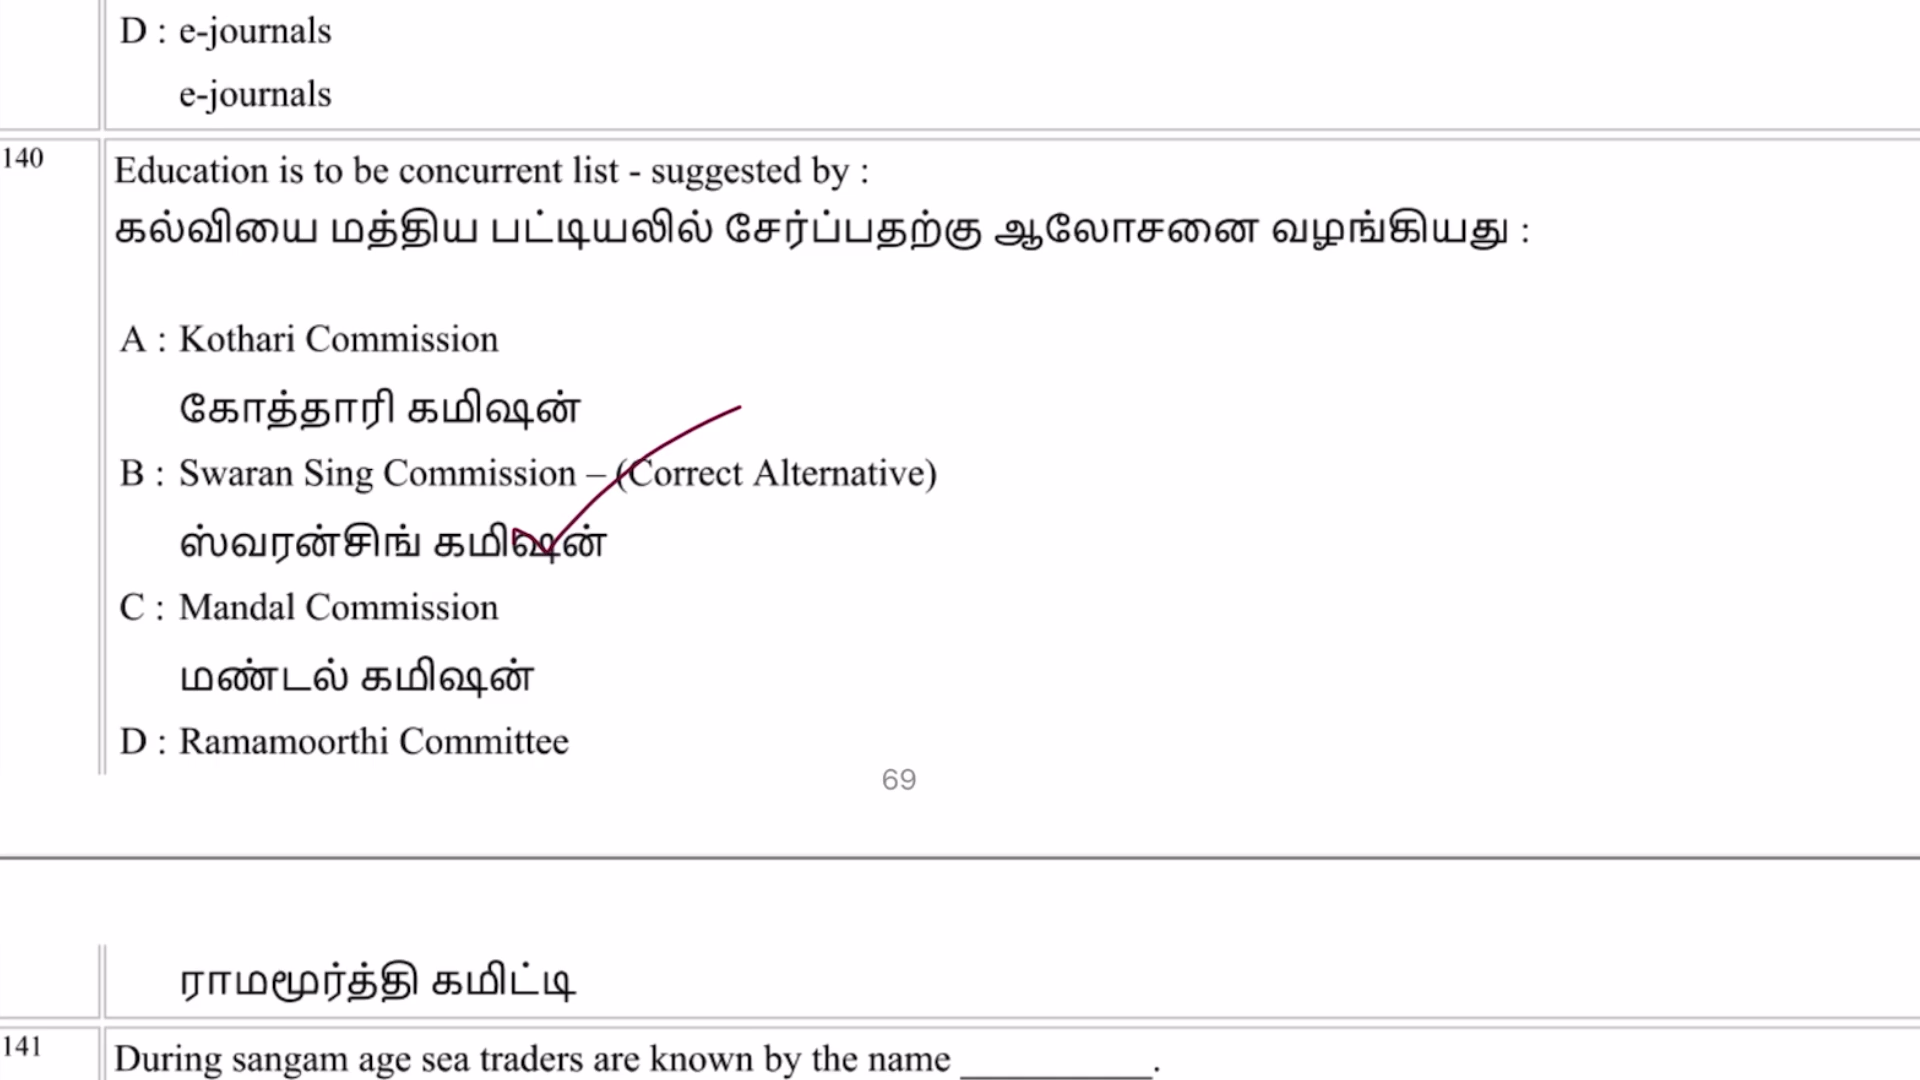 D : e-journals
e-journals
140
Education is to be concurrent list - suggested by :
கல்வியை மத்திய பட்டியலில் சேர்ப்பதற்கு ஆலோசனை வழங்கியது :
A : Kothari Commission
கோத்தாரி கமிஷன்
B : Swaran Sing Commission – (Correct Alternative)
ஸ்வரன்சிங் கமிஷன்
C : Mandal Commission
மண்டல் கமிஷன்
D : Ramamoorthi Committee
69
ராமமூர்த்தி கமிட்டி
141
During sangam age sea traders are known by the name __________.